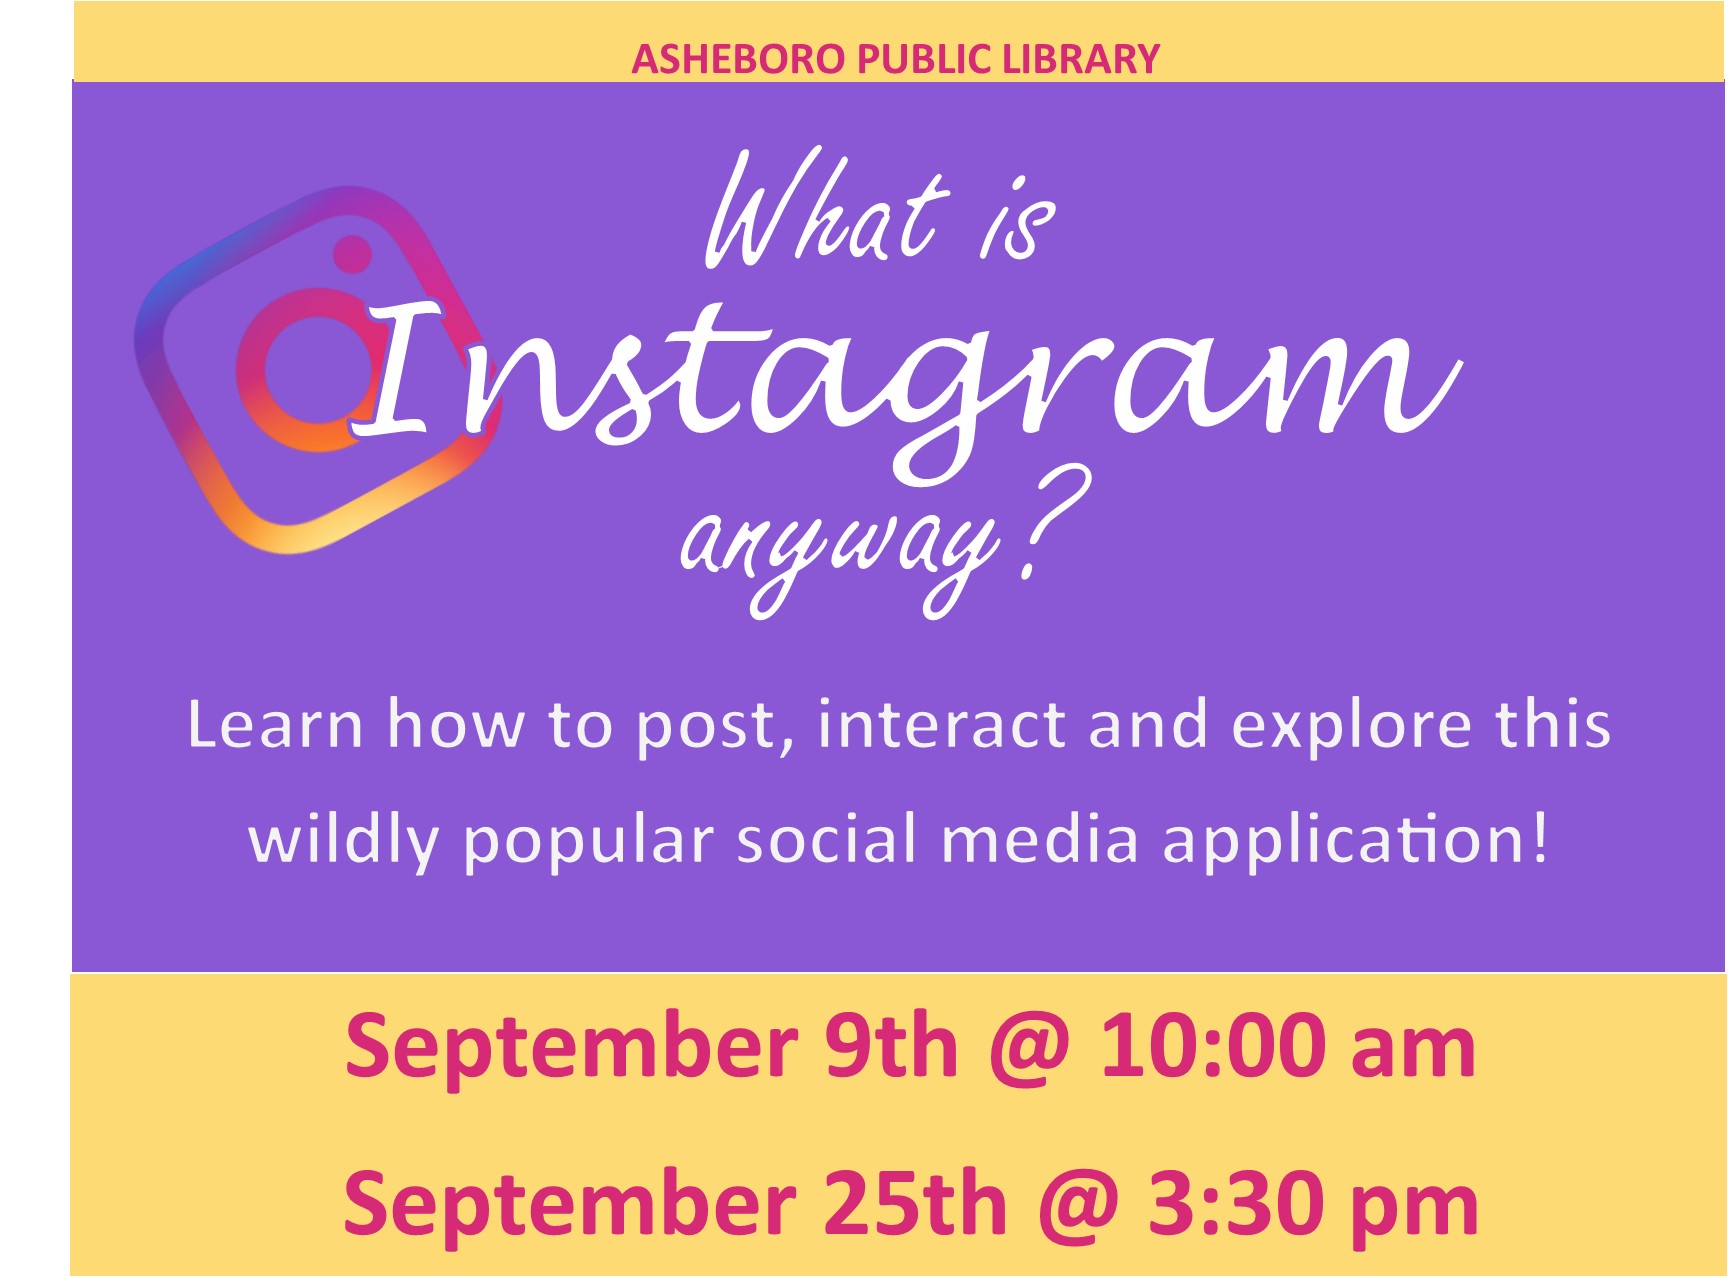 ASHEBORO PUBLIC LIBRARY
What is
Instagram
anyway?
Learn how to post, interact and explore this
wildly popular social media application!
September 9th @ 10:00 am
September 25th @ 3:30 pm